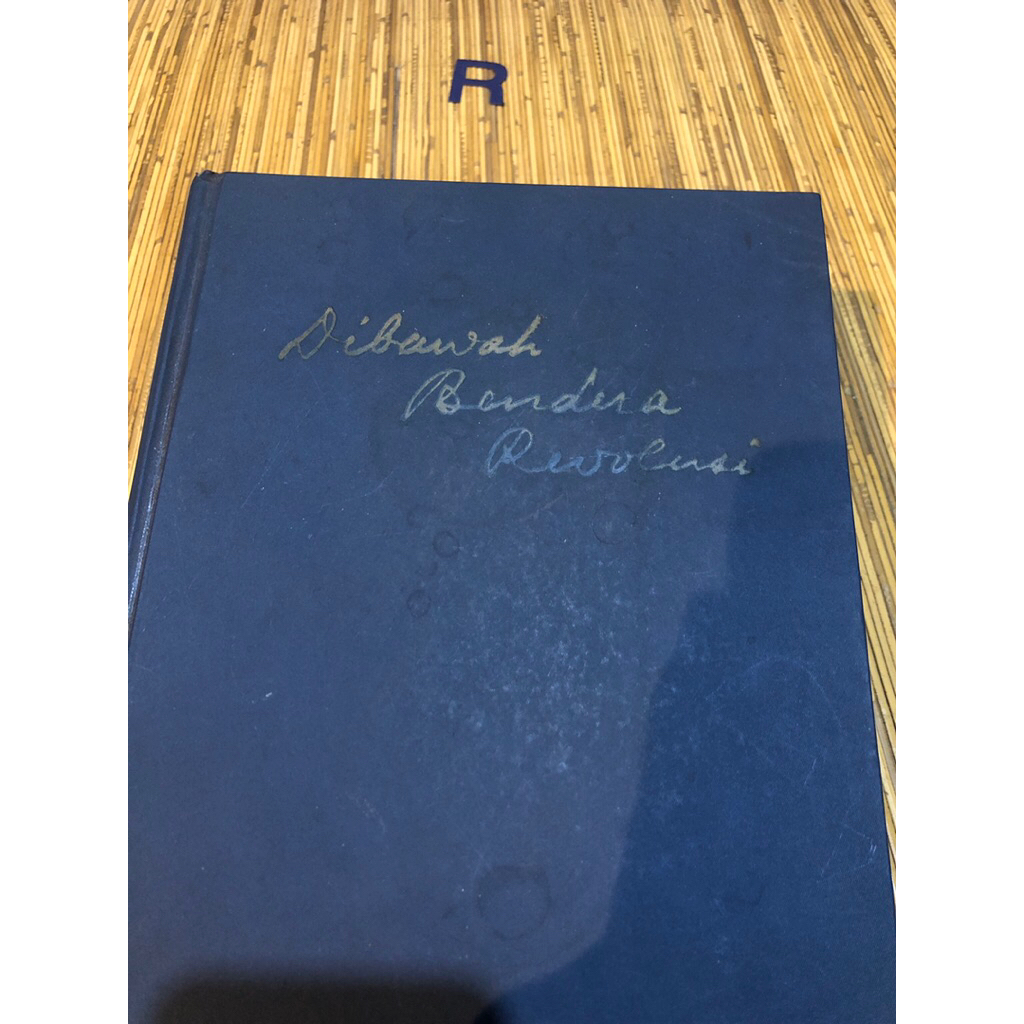 R
Dibawah
Bendera
Revolusi